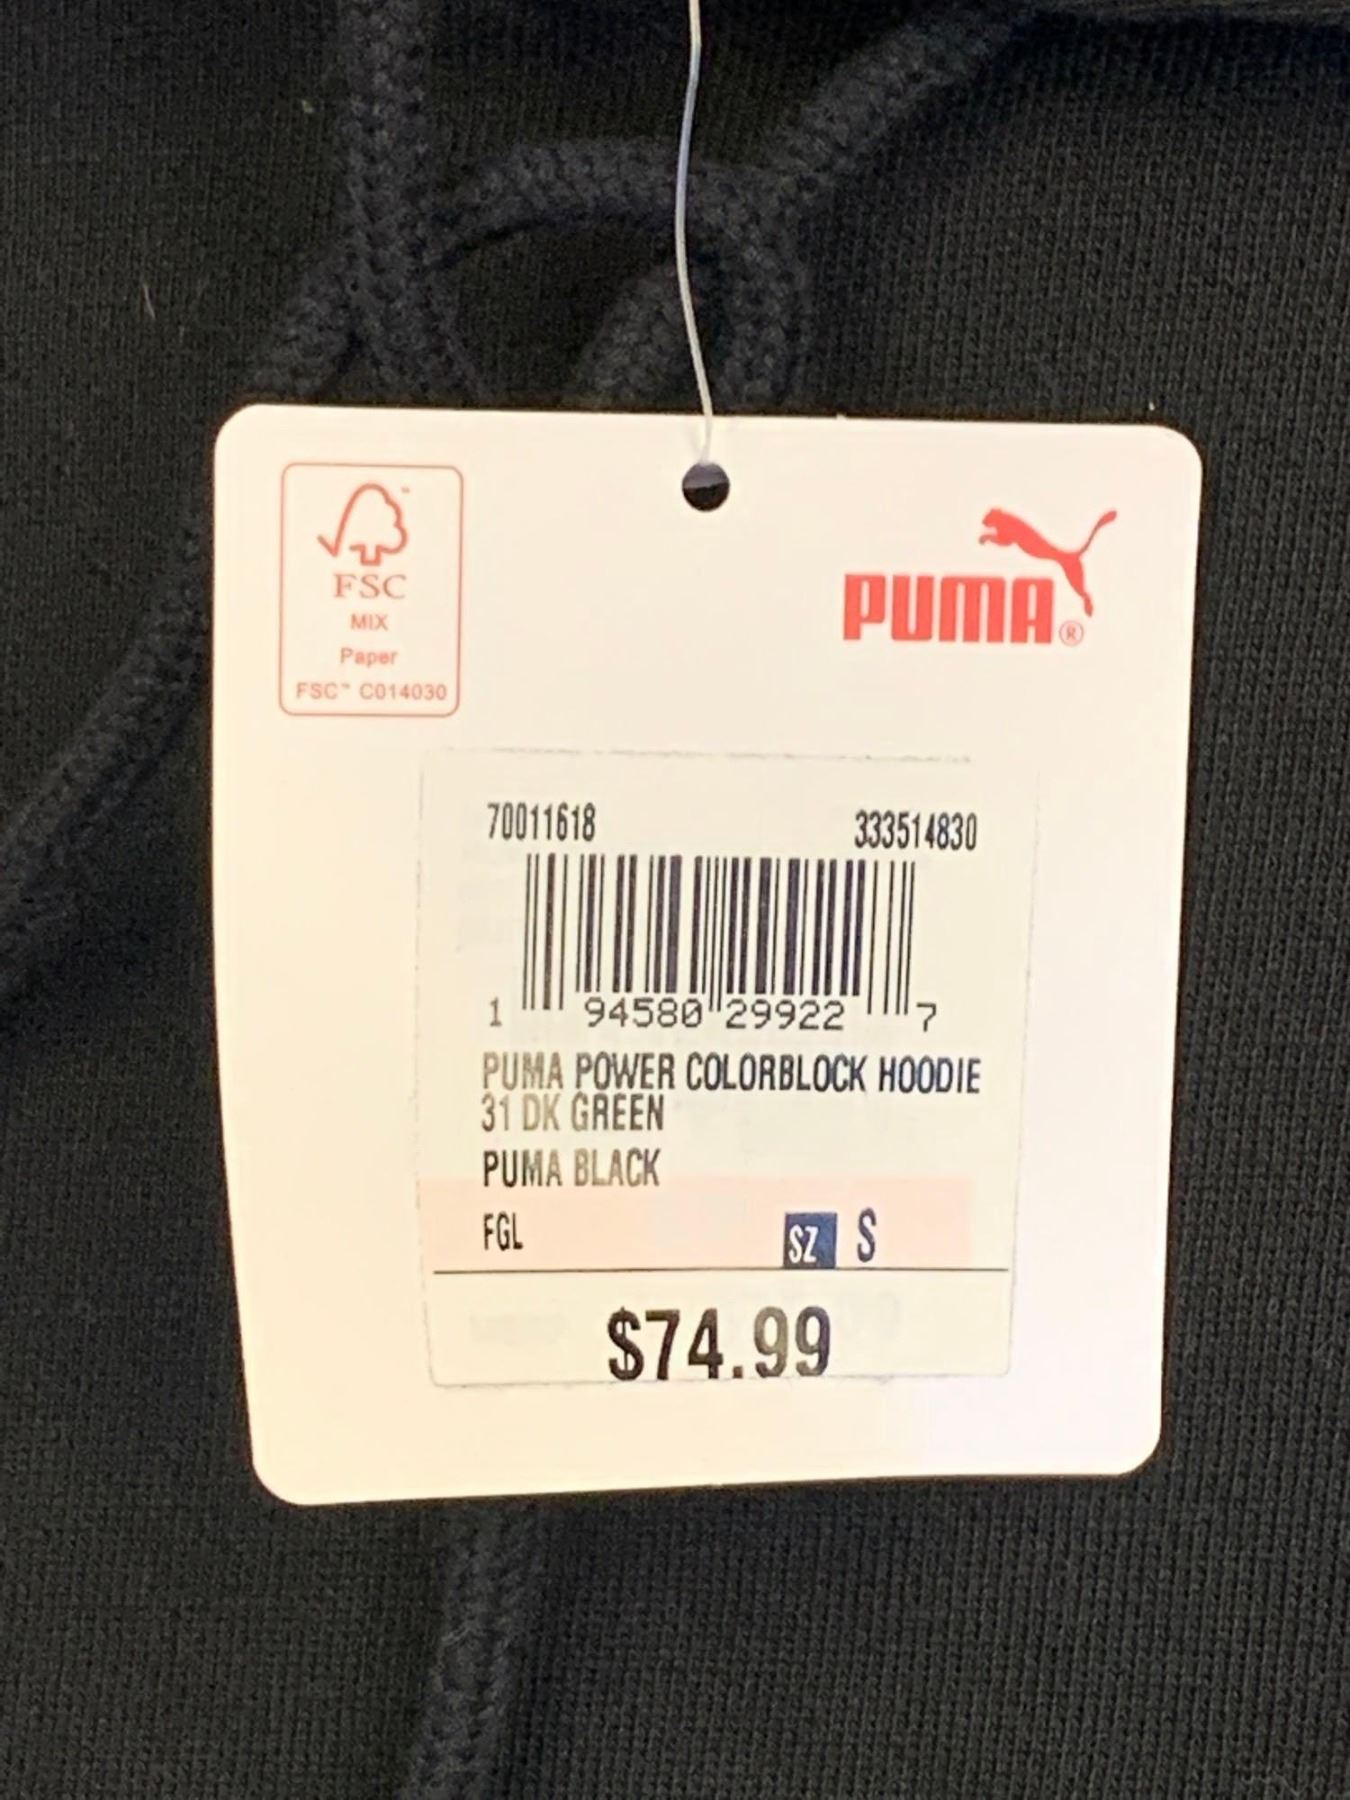 FSC
MIX
Paper
FSC™ C014030
PUMA®
70011618 333514830
1 94580 29922 7
PUMA POWER COLORBLOCK HOODIE
31 DK GREEN
PUMA BLACK
FGL SZ S
$74.99